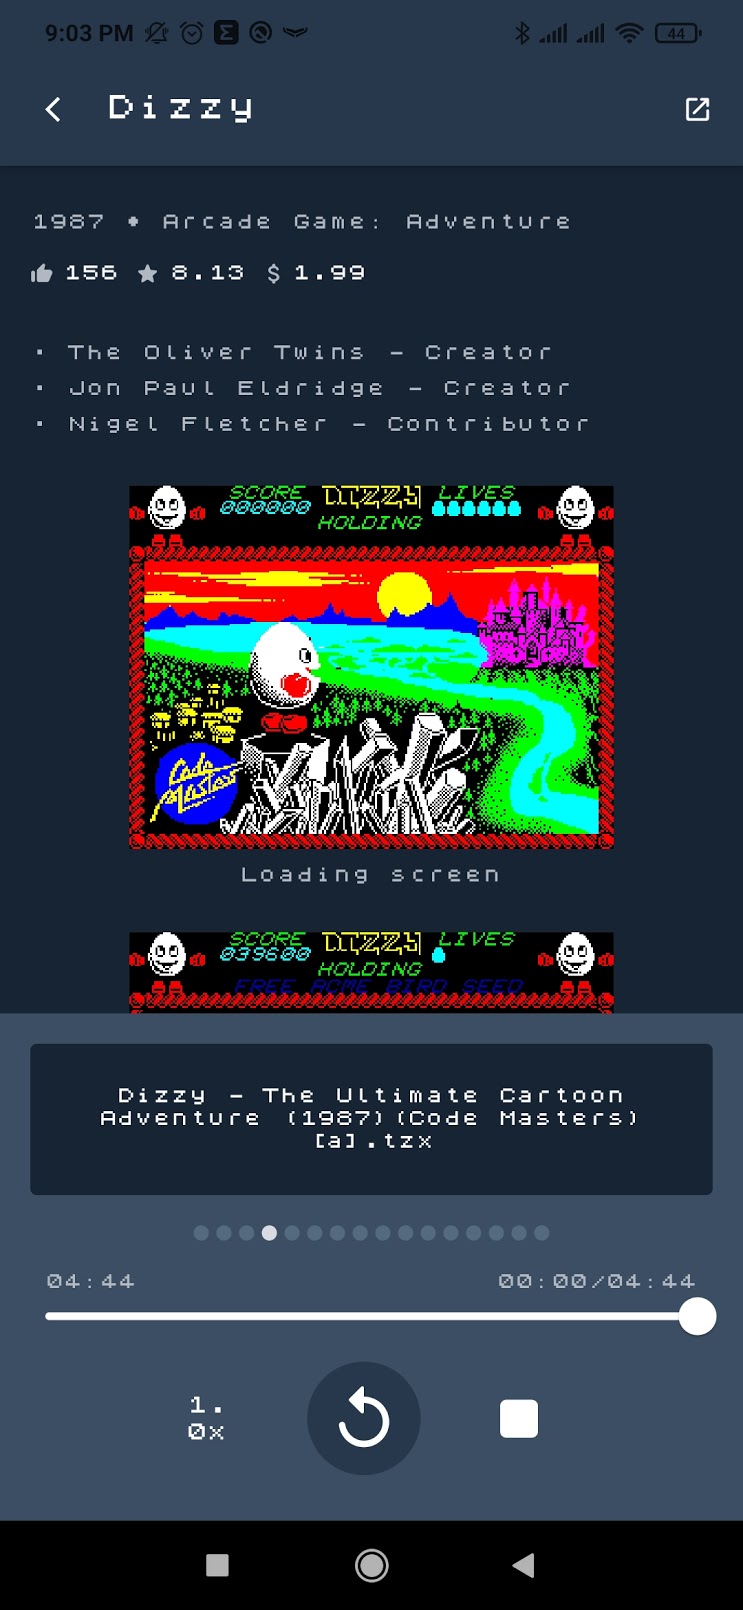 9:03 PM
44
Dizzy
1987 • Arcade Game: Adventure
156 8.13 $ 1.99
· The Oliver Twins - Creator
· Jon Paul Eldridge - Creator
· Nigel Fletcher - Contributor
SCORE DIZZY LIVES
000000
HOLDING
Code
Masters
Loading screen
SCORE DIZZY LIVES
039600
HOLDING
FREE ACME BIRD SEED
Dizzy - The Ultimate Cartoon
Adventure (1987)(Code Masters)
[a].tzx
04:44 00:00/04:44
1.
0x